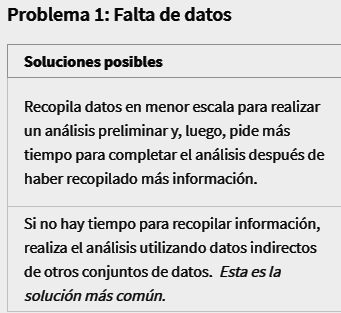 Problema 1: Falta de datos
Soluciones posibles
Recopila datos en menor escala para realizar
un análisis preliminar y, luego, pide más
tiempo para completar el análisis después de
haber recopilado más información.
Si no hay tiempo para recopilar información,
realiza el análisis utilizando datos indirectos
de otros conjuntos de datos. Esta es la
solución más común.